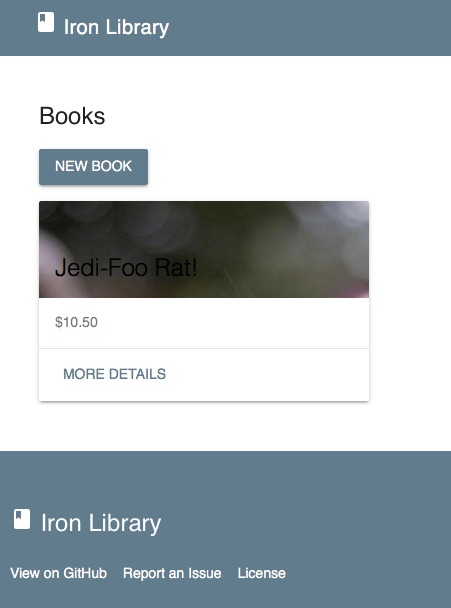 Iron Library
Books
NEW BOOK
Jedi-Foo Rat!
$10.50
MORE DETAILS
Iron Library
View on GitHub Report an Issue License